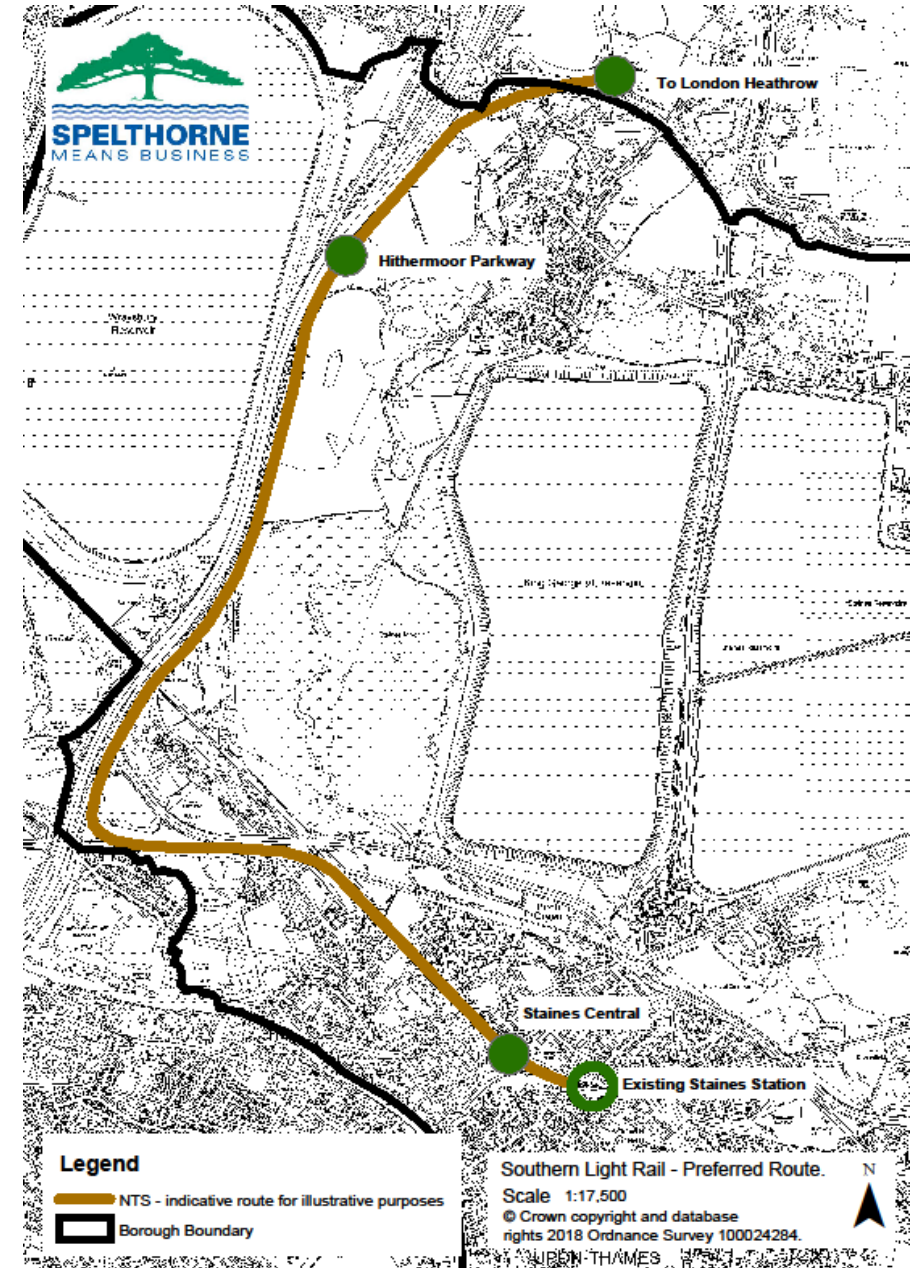 SPELTHORNE
MEANS BUSINESS
To London Heathrow
Hithermoor Parkway
Reservoir
Staines Central
Existing Staines Station
Legend
NTS - indicative route for illustrative purposes
Borough Boundary
Southern Light Rail - Preferred Route.
N
Scale 1:17,500
© Crown copyright and database
rights 2018 Ordnance Survey 100024284.
UPON-THAMES